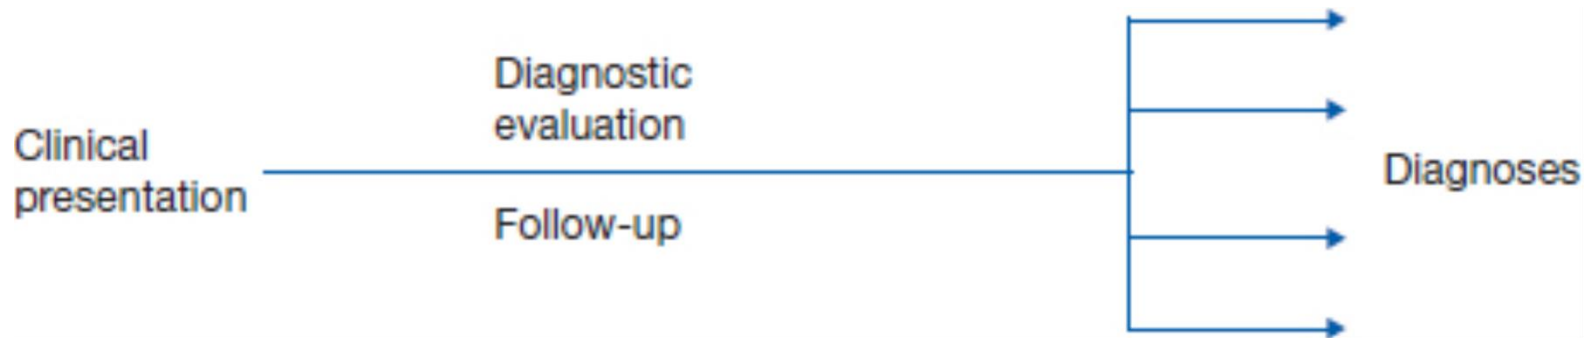 Clinical
presentation
Diagnostic
evaluation
Follow-up
Diagnoses